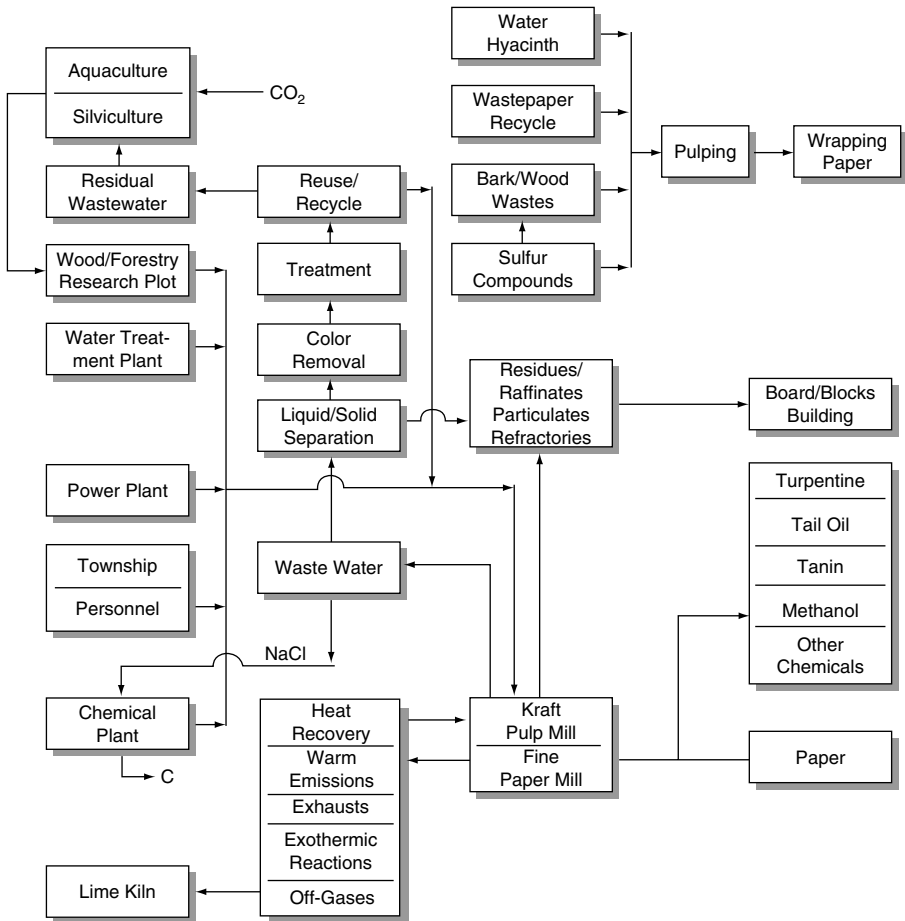 Aquaculture
Silviculture
CO2
Residual
Wastewater
Reuse/
Recycle
Wood/Forestry
Research Plot
Treatment
Water Treat-
ment Plant
Color
Removal
Liquid/Solid
Separation
Power Plant
Township
Personnel
Waste Water
NaCl
Chemical
Plant
C
Heat
Recovery
Warm
Emissions
Exhausts
Exothermic
Reactions
Off-Gases
Lime Kiln
Water
Hyacinth
Wastepaper
Recycle
Bark/Wood
Wastes
Sulfur
Compounds
Pulping
Wrapping
Paper
Residues/
Raffinates
Particulates
Refractories
Board/Blocks
Building
Turpentine
Tail Oil
Tanin
Methanol
Other
Chemicals
Kraft
Pulp Mill
Fine
Paper Mill
Paper